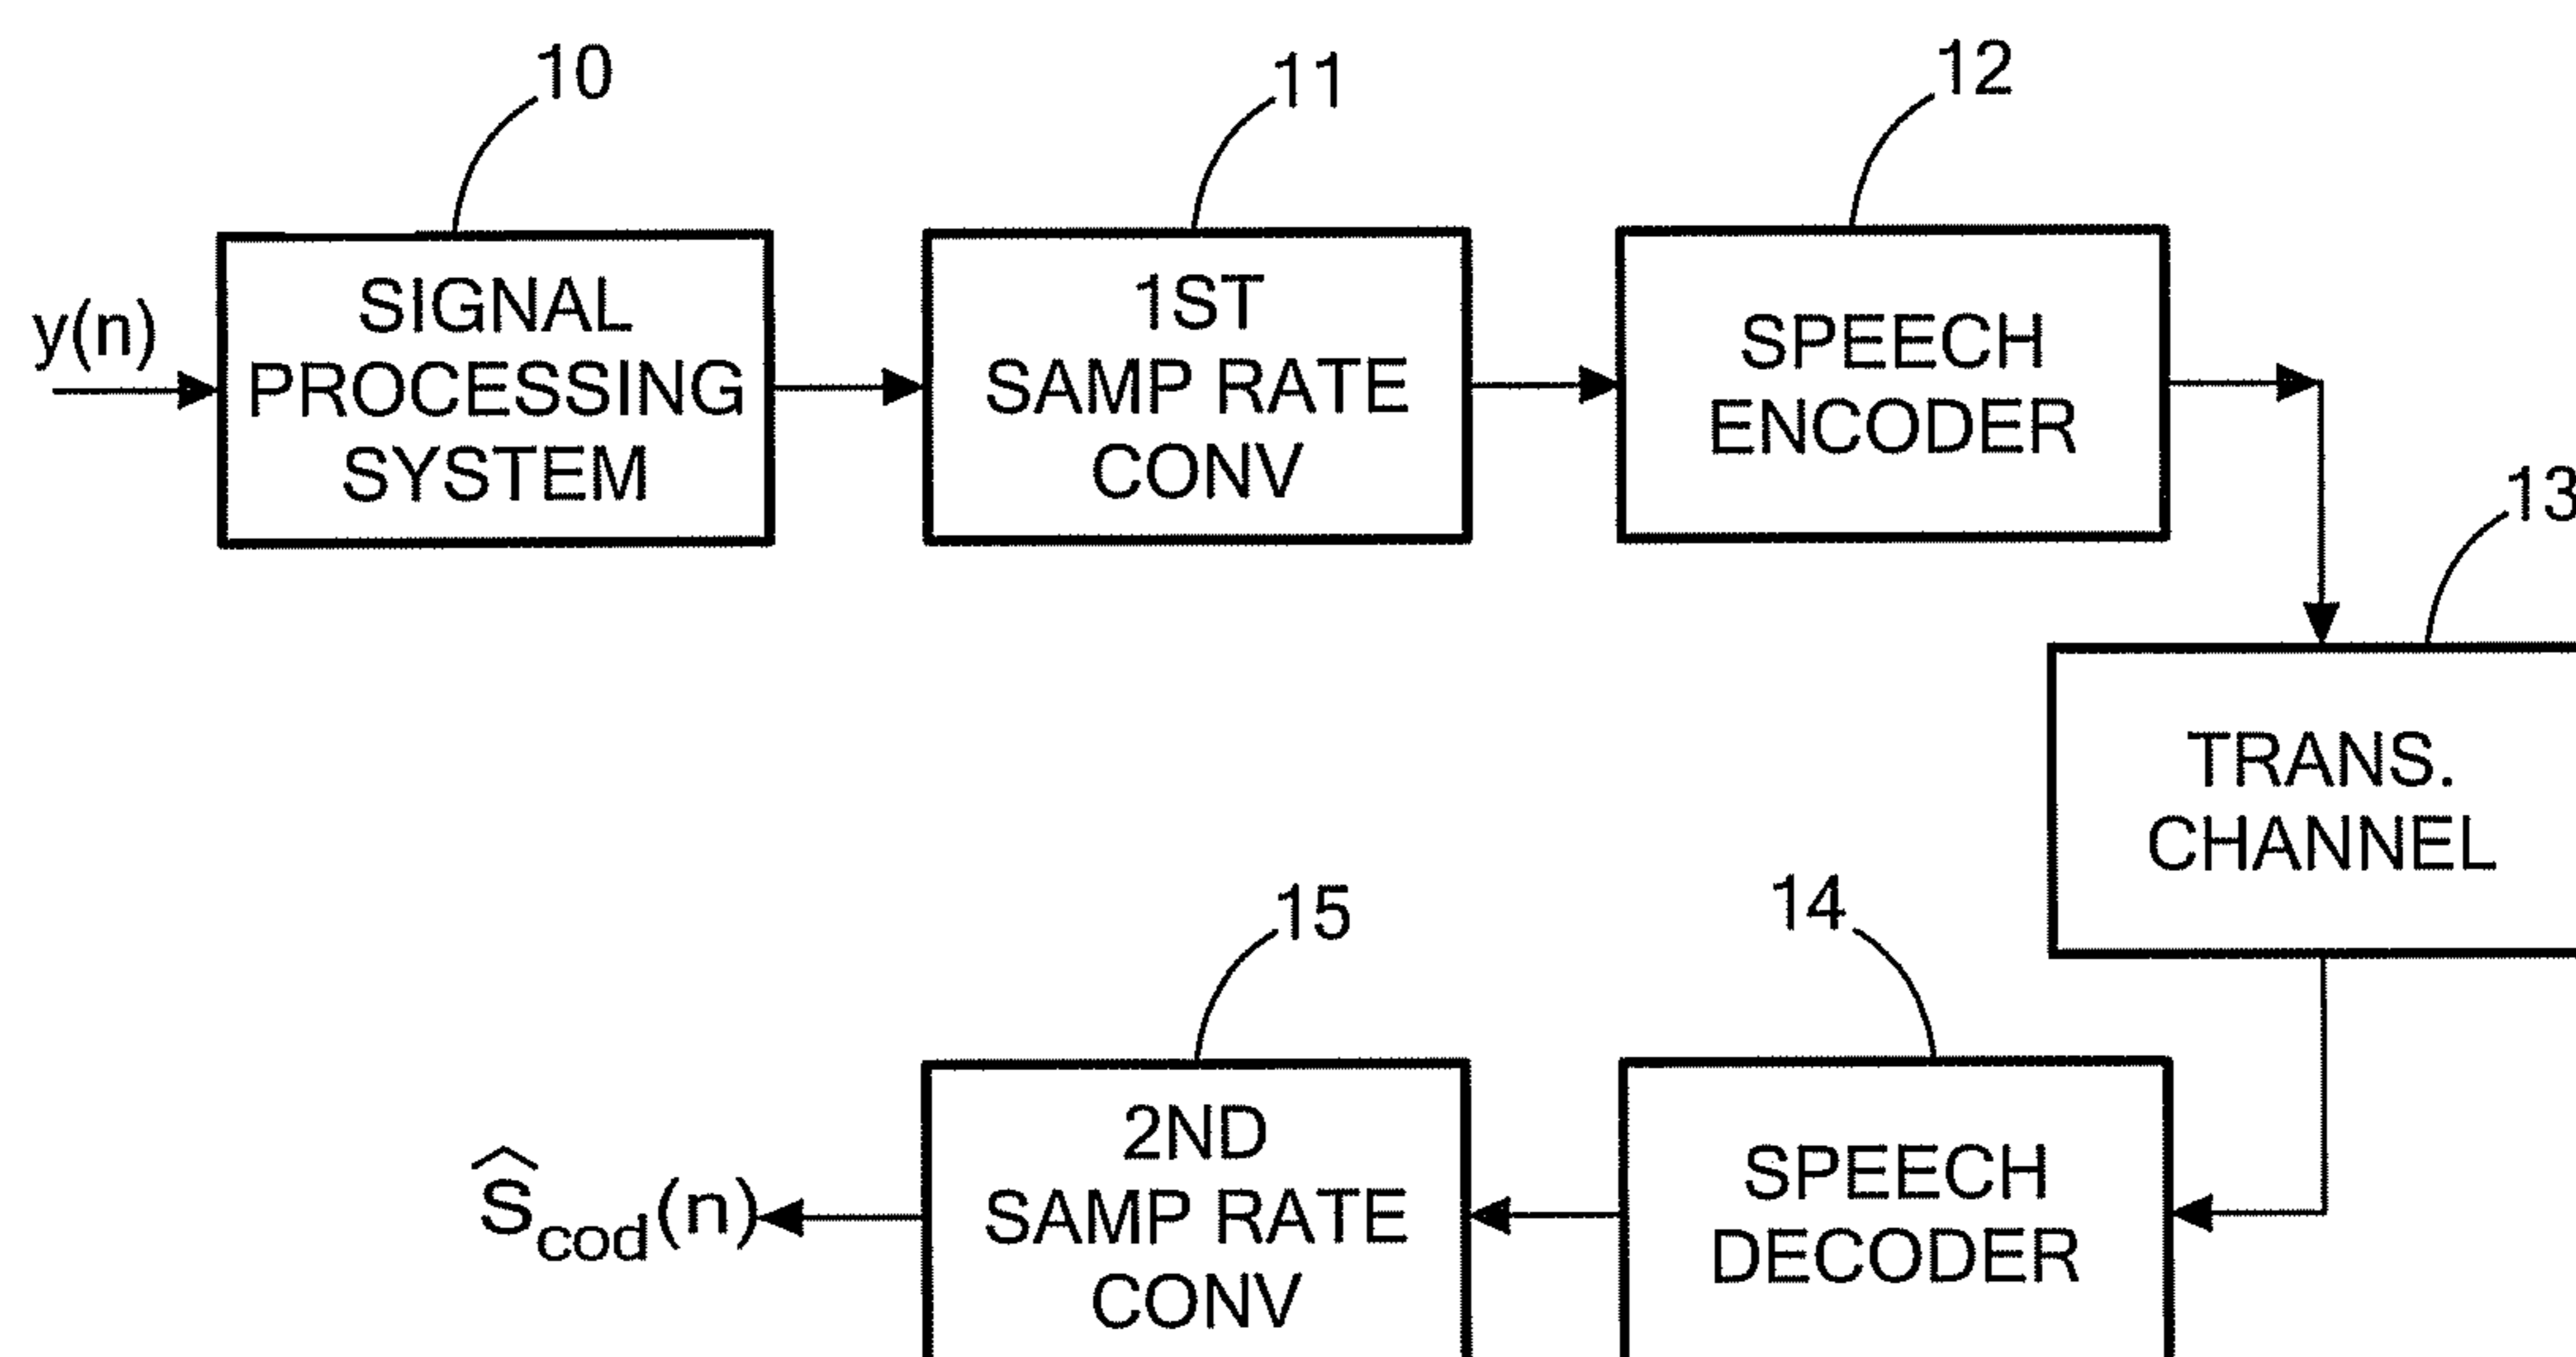 10
11
12
y(n)
SIGNAL
PROCESSING
SYSTEM
1ST
SAMP RATE
CONV
SPEECH
ENCODER
13
TRANS.
CHANNEL
14
15
SPEECH
DECODER
2ND
SAMP RATE
CONV
ŝcod(n)